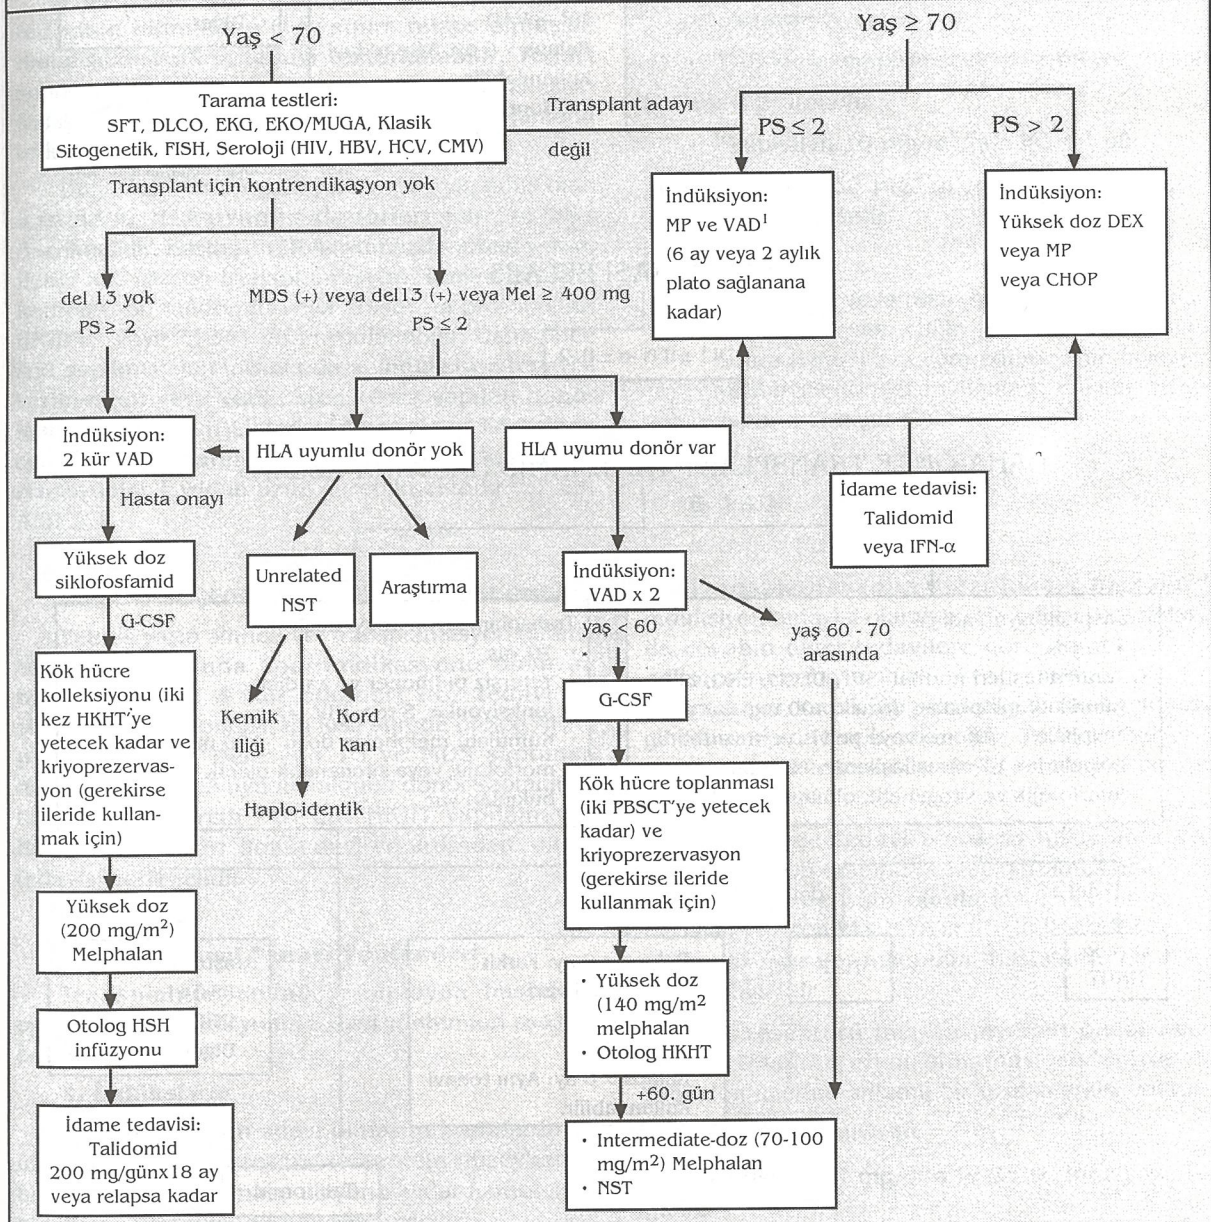 Yaş < 70
Yaş ≥ 70
Tarama testleri:
SFT, DLCO, EKG, EKO/MUGA, Klasik
Sitogenetik, FISH, Seroloji (HIV, HBV, HCV, CMV)
Transplant adayı
değil
PS ≤ 2
PS > 2
Transplant için kontrendikasyon yok
İndüksiyon:
MP ve VAD1
(6 ay veya 2 aylık
plato sağlanana
kadar)
İndüksiyon:
Yüksek doz DEX
veya MP
veya CHOP
del 13 yok
PS ≥ 2
MDS (+) veya del13 (+) veya Mel ≥ 400 mg
PS ≤ 2
İndüksiyon:
2 kür VAD
HLA uyumlu donör yok
HLA uyumu donör var
İdame tedavisi:
Talidomid
veya IFN-α
Hasta onayı
Yüksek doz
siklofosfamid
Unrelated
NST
Araştırma
İndüksiyon:
VAD x 2
G-CSF
yaş < 60
yaş 60 - 70
arasında
Kök hücre
kolleksiyonu (iki
kez HKHT'ye
yetecek kadar ve
kriyoprezervas-
yon (gerekirse
ileride kullan-
mak için)
Kemik
iliği
Kord
kanı
Haplo-identik
G-CSF
Kök hücre toplanması
(iki PBSCT'ye yetecek
kadar) ve
kriyoprezervasyon
(gerekirse ileride
kullanmak için)
Yüksek doz
(200 mg/m2)
Melphalan
• Yüksek doz
(140 mg/m2
melphalan
• Otolog HKHT
Otolog HSH
infüzyonu
+60. gün
İdame tedavisi:
Talidomid
200 mg/günx18 ay
veya relapsa kadar
• Intermediate-doz (70-100
mg/m2) Melphalan
• NST